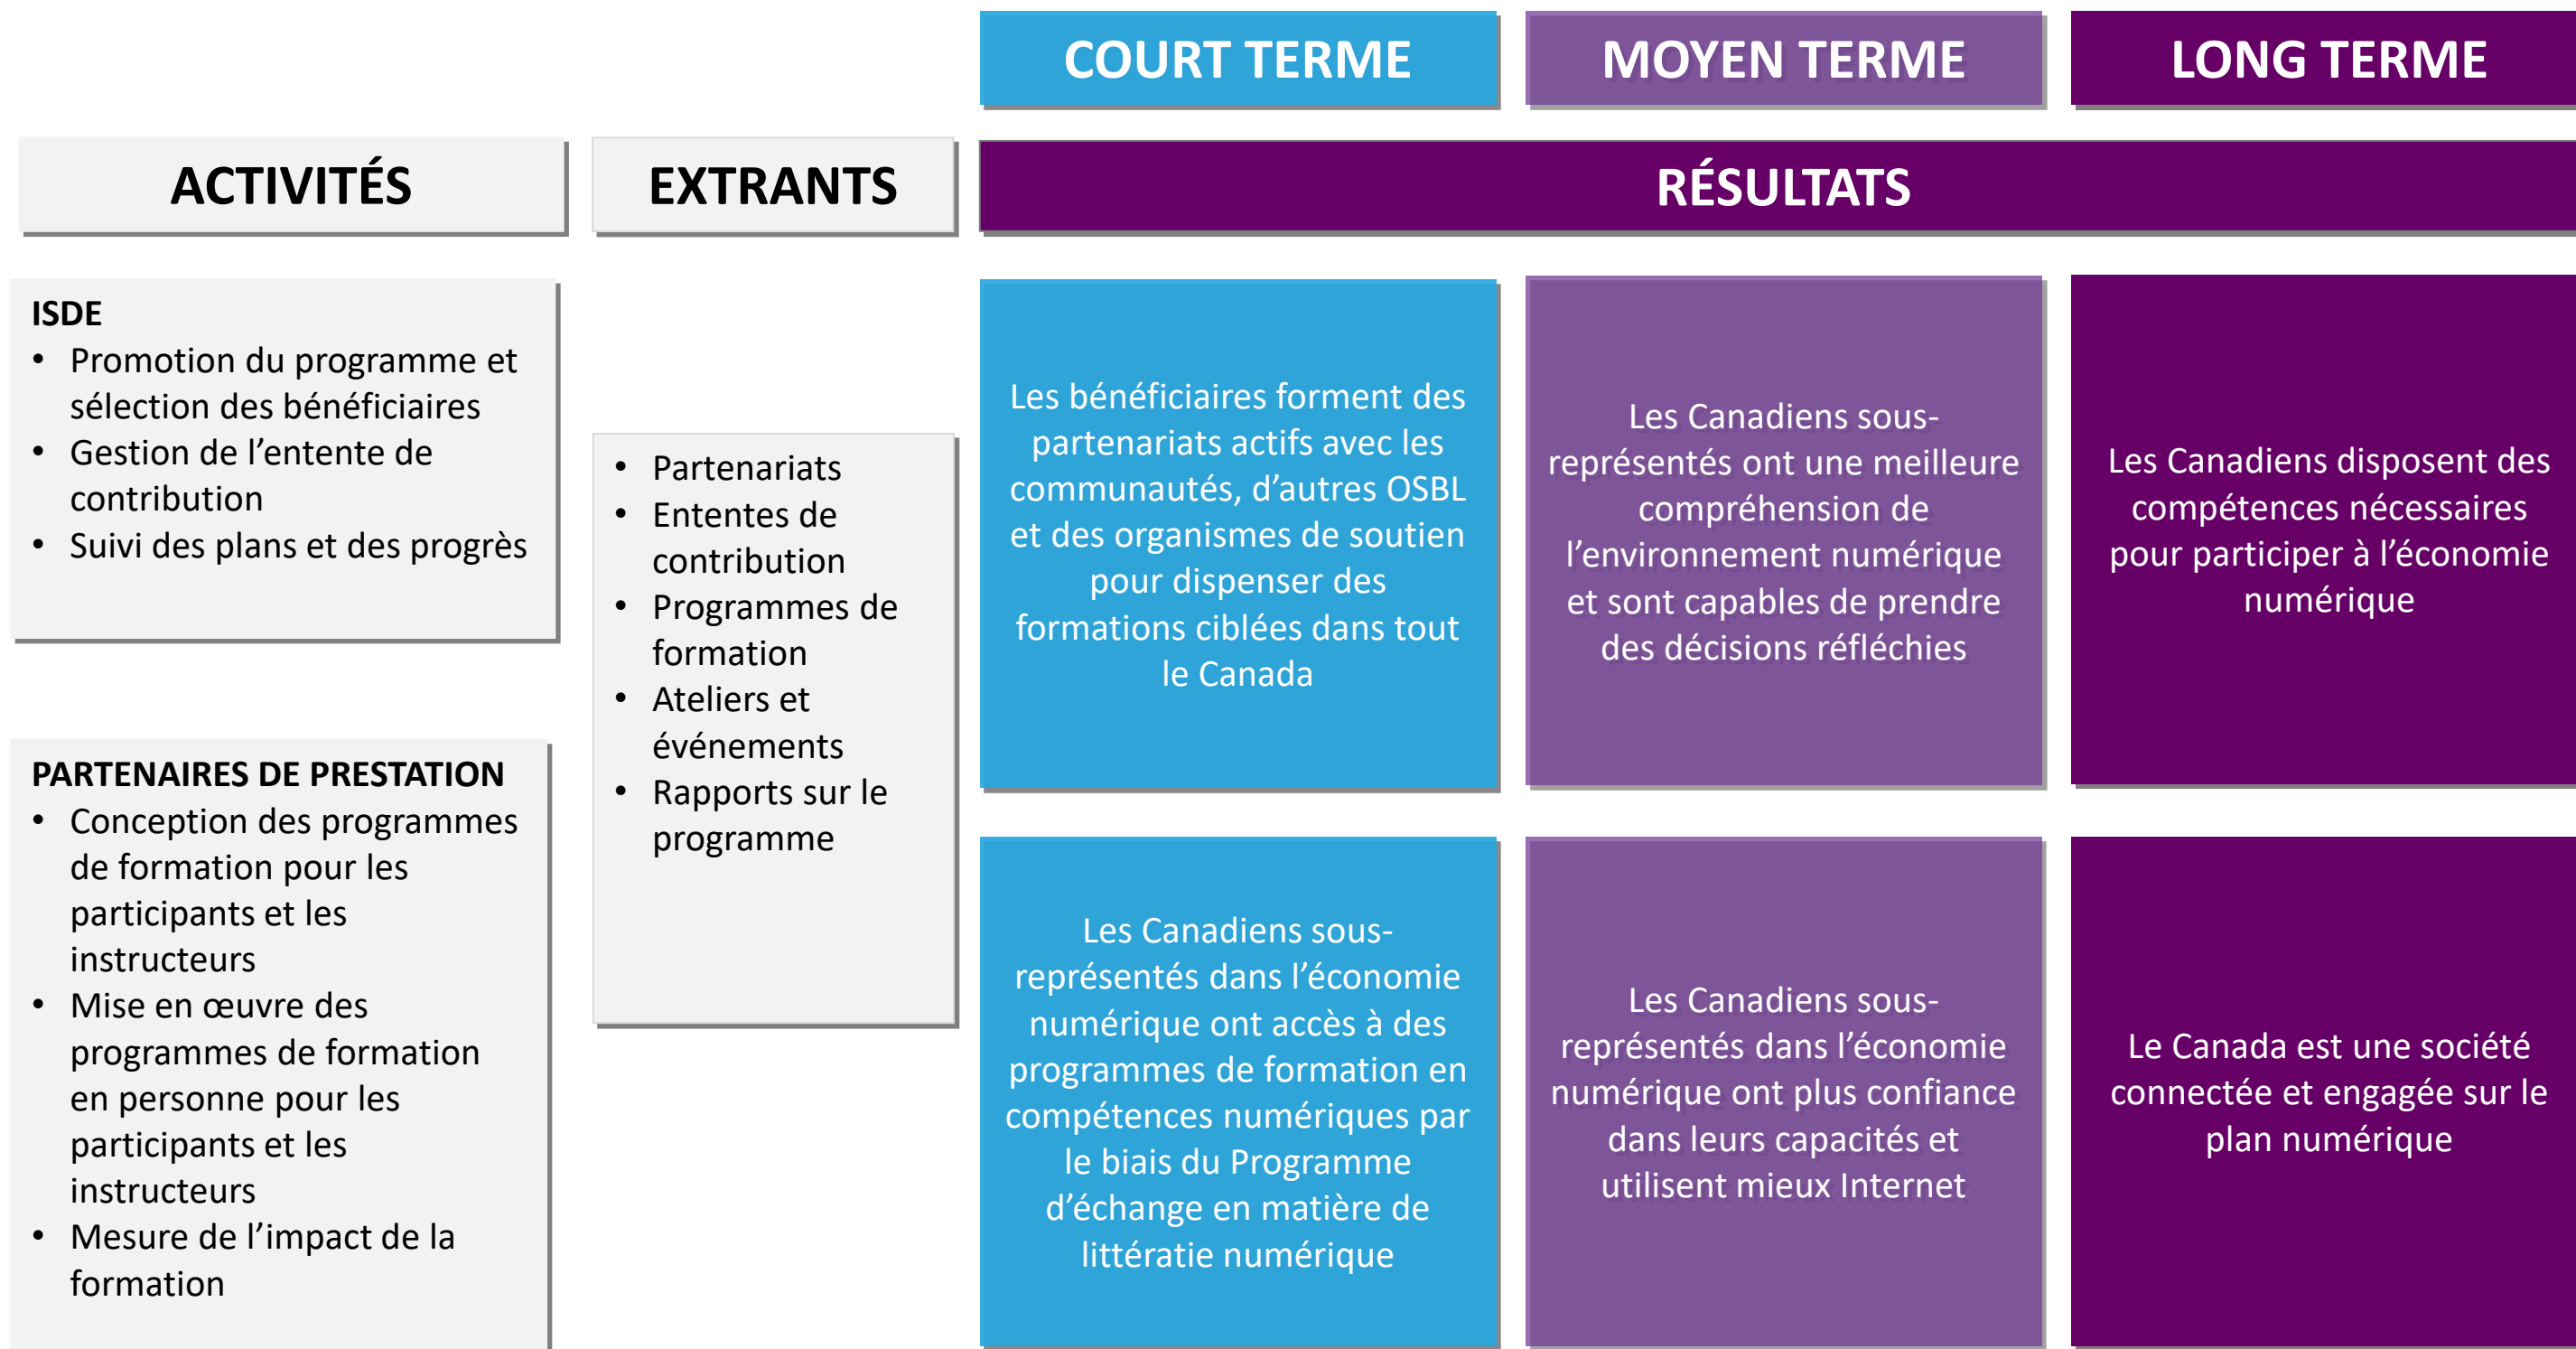 COURT TERME
MOYEN TERME
LONG TERME
ACTIVITÉS
EXTRANTS
RÉSULTATS
ISDE
• Promotion du programme et
sélection des bénéficiaires
• Gestion de l’entente de
contribution
• Suivi des plans et des progrès
PARTENAIRES DE PRESTATION
• Conception des programmes
de formation pour les
participants et les
instructeurs
• Mise en œuvre des
programmes de formation
en personne pour les
participants et les
instructeurs
• Mesure de l’impact de la
formation
• Partenariats
• Ententes de
contribution
• Programmes de
formation
• Ateliers et
événements
• Rapports sur le
programme
Les bénéficiaires forment des
partenariats actifs avec les
communautés, d’autres OSBL
et des organismes de soutien
pour dispenser des
formations ciblées dans tout
le Canada
Les Canadiens sous-
représentés dans l’économie
numérique ont accès à des
programmes de formation en
compétences numériques par
le biais du Programme
d’échange en matière de
littératie numérique
Les Canadiens sous-
représentés ont une meilleure
compréhension de
l’environnement numérique
et sont capables de prendre
des décisions réfléchies
Les Canadiens sous-
représentés dans l’économie
numérique ont plus confiance
dans leurs capacités et
utilisent mieux Internet
Les Canadiens disposent des
compétences nécessaires
pour participer à l’économie
numérique
Le Canada est une société
connectée et engagée sur le
plan numérique